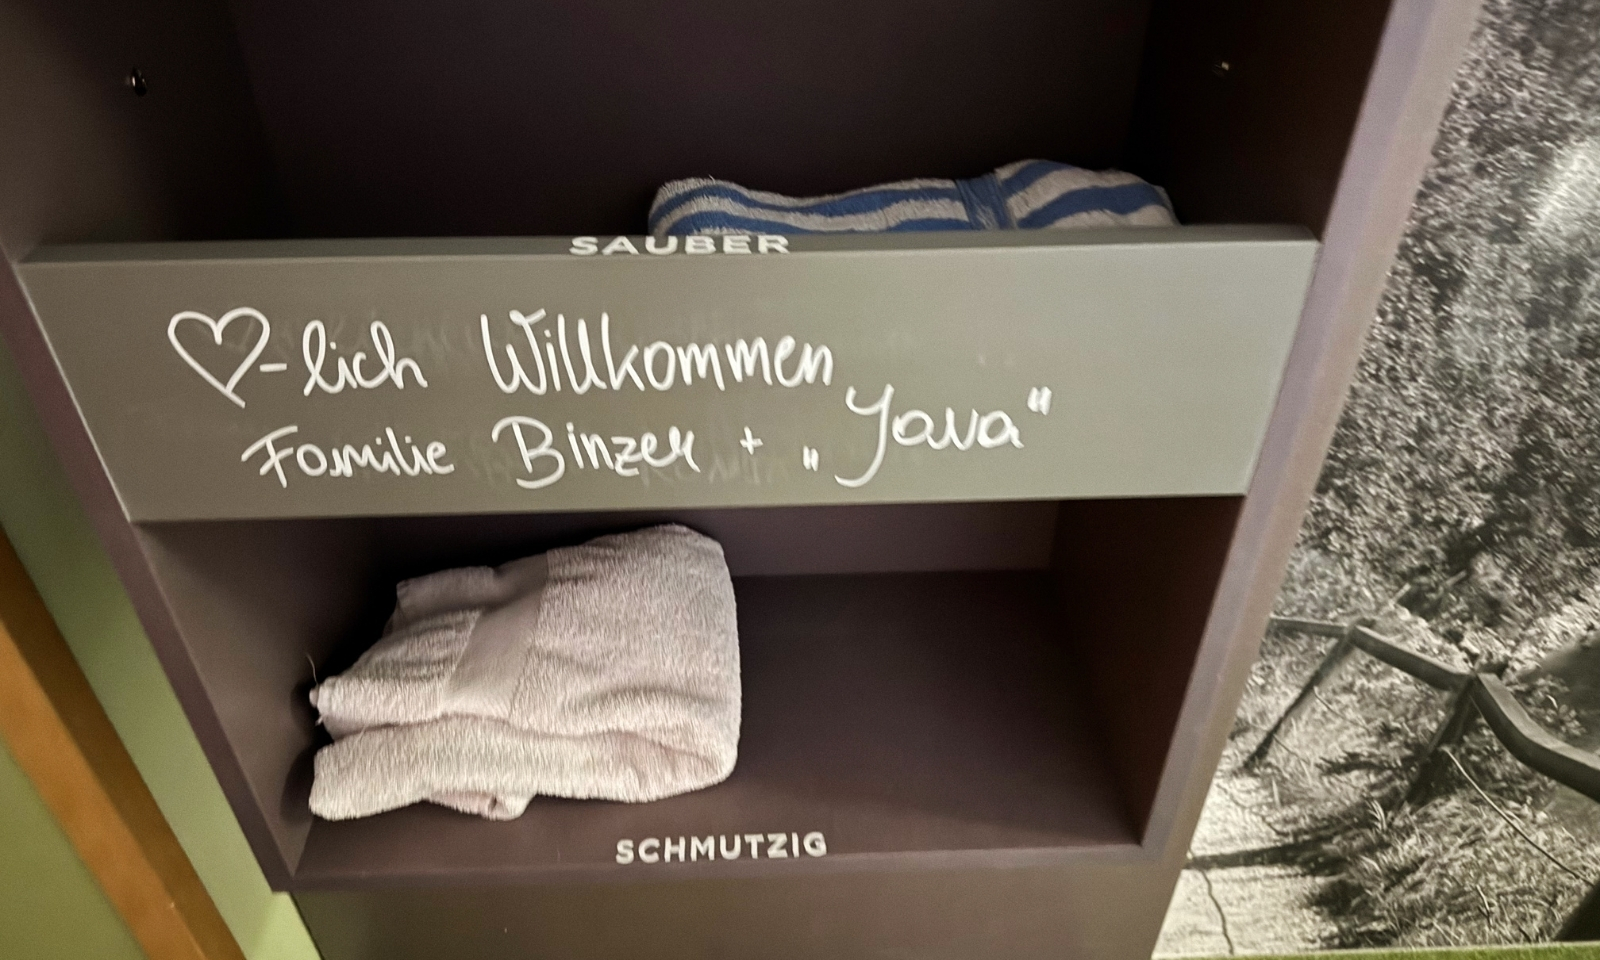 SAUBER
♡-lich Willkommen
Familie Binzer + „Java“
SCHMUTZIG